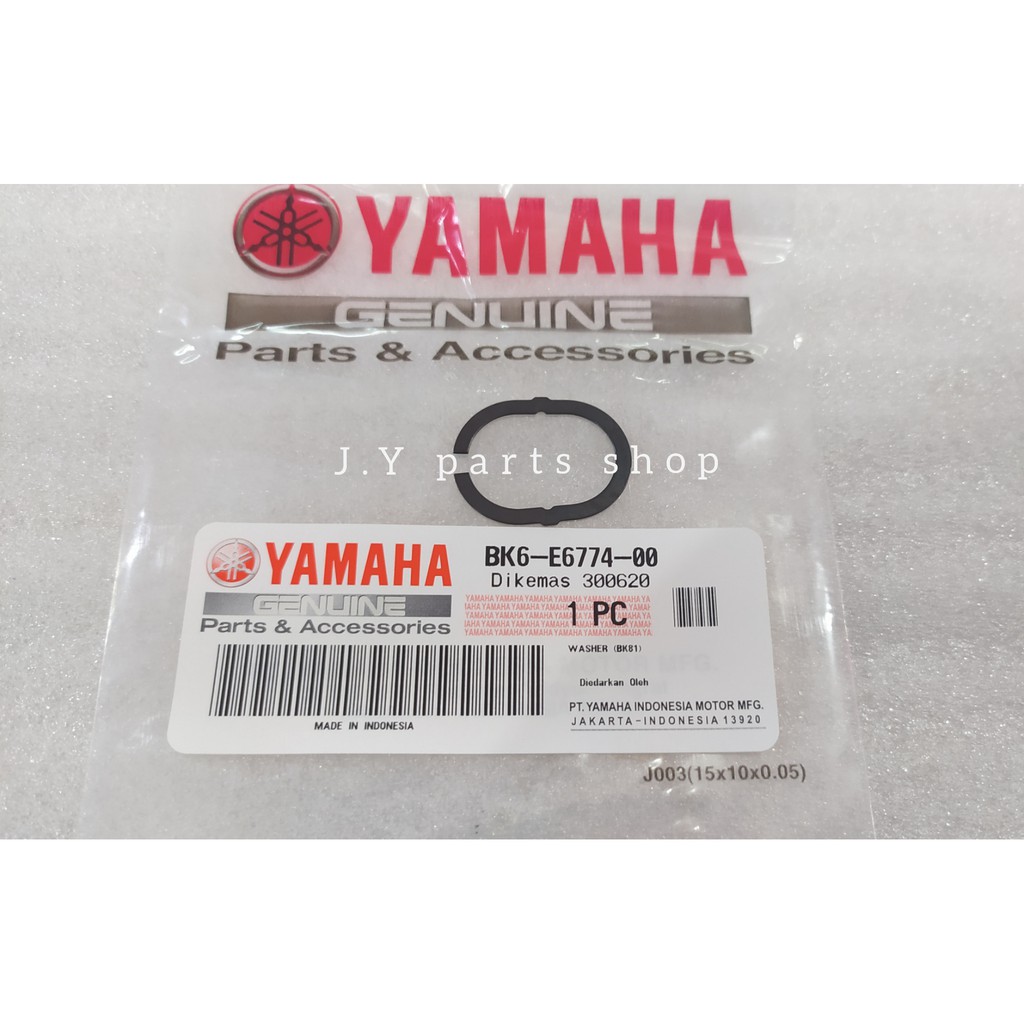 YAMAHA
GENUINE
Parts & Accessories
J.Y parts shop
YAMAHA
GENUINE
Parts & Accessories
MADE IN INDONESIA
BK6-E6774-00
Dikemas 300620
1 PC
WASHER (BK81)
Diedarkan Oleh
PT. YAMAHA INDONESIA MOTOR MFG.
JAKARTA-INDONESIA 13920
J003(15x10x0.05)